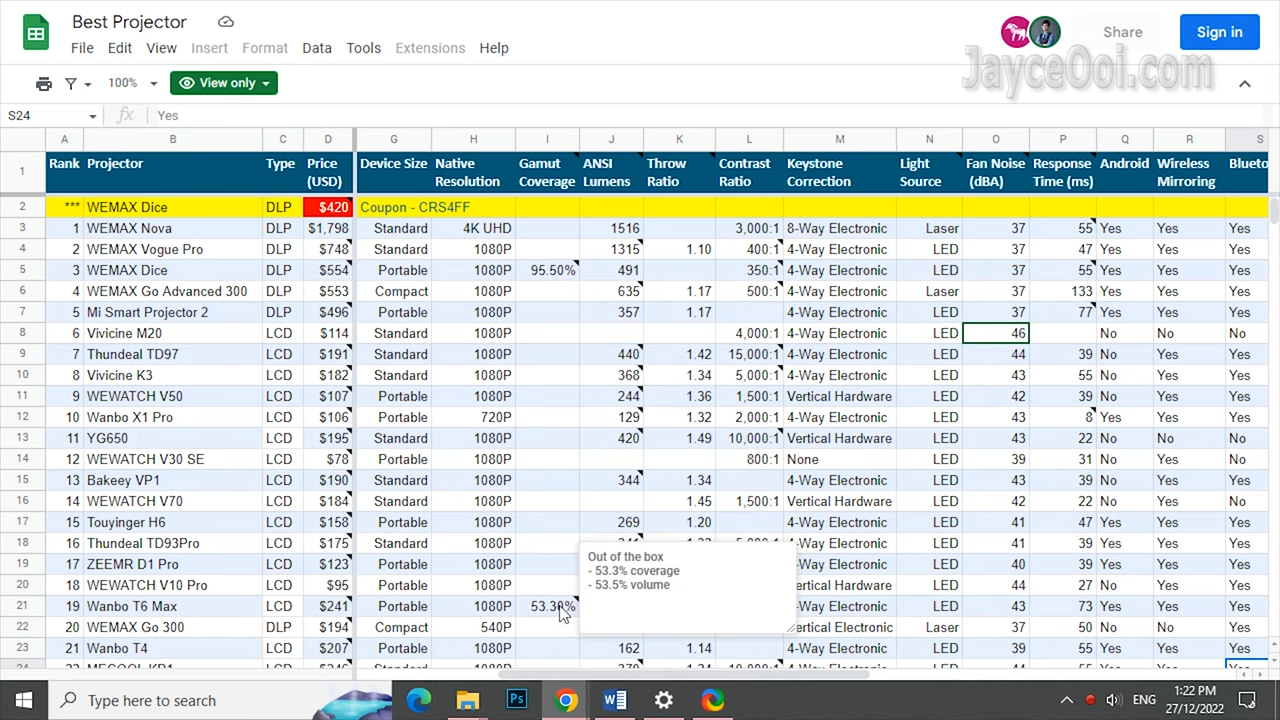 Best Projector
File Edit View Insert Format Data Tools Extensions Help
Share
Sign in
JayceOoi.com
100% View only
S24 fx Yes
A B C D G H I J K L M N O P Q R S
1 Rank Projector Type Price (USD) Device Size Native Resolution Gamut Coverage ANSI Lumens Throw Ratio Contrast Ratio Keystone Correction Light Source Fan Noise (dBA) Response Time (ms) Android Wireless Mirroring Blueto
2 *** WEMAX Dice DLP $420 Coupon - CRS4FF
3 1 WEMAX Nova DLP $1,798 Standard 4K UHD 1516 3,000:1 8-Way Electronic Laser 37 55 Yes Yes Yes
4 2 WEMAX Vogue Pro DLP $748 Standard 1080P 1315 1.10 400:1 4-Way Electronic LED 37 47 Yes Yes Yes
5 3 WEMAX Dice DLP $554 Portable 1080P 95.50% 491 350:1 4-Way Electronic LED 37 55 Yes Yes Yes
6 4 WEMAX Go Advanced 300 DLP $553 Compact 1080P 635 1.17 500:1 4-Way Electronic Laser 37 133 Yes Yes Yes
7 5 Mi Smart Projector 2 DLP $496 Portable 1080P 357 1.17 4-Way Electronic LED 37 77 Yes Yes Yes
8 6 Vivicine M20 LCD $114 Standard 1080P 4,000:1 4-Way Electronic LED 46 No No No
9 7 Thundeal TD97 LCD $191 Standard 1080P 440 1.42 15,000:1 4-Way Electronic LED 44 39 No Yes Yes
10 8 Vivicine K3 LCD $182 Standard 1080P 368 1.34 5,000:1 4-Way Electronic LED 43 55 No Yes Yes
11 9 WEWATCH V50 LCD $107 Portable 1080P 244 1.36 1,500:1 Vertical Hardware LED 42 39 No Yes Yes
12 10 Wanbo X1 Pro LCD $106 Portable 720P 129 1.32 2,000:1 4-Way Electronic LED 43 8 Yes Yes Yes
13 11 YG650 LCD $195 Standard 1080P 420 1.49 10,000:1 Vertical Hardware LED 43 22 No No No
14 12 WEWATCH V30 SE LCD $78 Portable 1080P 800:1 None LED 39 31 No Yes No
15 13 Bakeey VP1 LCD $190 Standard 1080P 344 1.34 4-Way Electronic LED 43 39 No Yes Yes
16 14 WEWATCH V70 LCD $184 Standard 1080P 1.45 1,500:1 Vertical Hardware LED 42 22 No Yes No
17 15 Touyinger H6 LCD $158 Portable 1080P 269 1.20 4-Way Electronic LED 41 47 Yes Yes Yes
18 16 Thundeal TD93Pro LCD $175 Standard 1080P -Way Electronic LED 40 39 Yes Yes Yes
19 17 ZEEMR D1 Pro LCD $123 Portable 1080P -Way Electronic LED 41 39 Yes Yes Yes
20 18 WEWATCH V10 Pro LCD $95 Portable 1080P ertical Hardware LED 44 27 No Yes Yes
21 19 Wanbo T6 Max LCD $241 Portable 1080P 53.30% -Way Electronic LED 43 73 Yes Yes Yes
22 20 WEMAX Go 300 DLP $194 Compact 540P ertical Electronic Laser 37 50 No No Yes
23 21 Wanbo T4 LCD $207 Portable 1080P 162 1.14 4-Way Electronic LED 39 55 Yes Yes Yes
Out of the box
- 53.3% coverage
- 53.5% volume
Type here to search
ENG
1:22 PM
27/12/2022